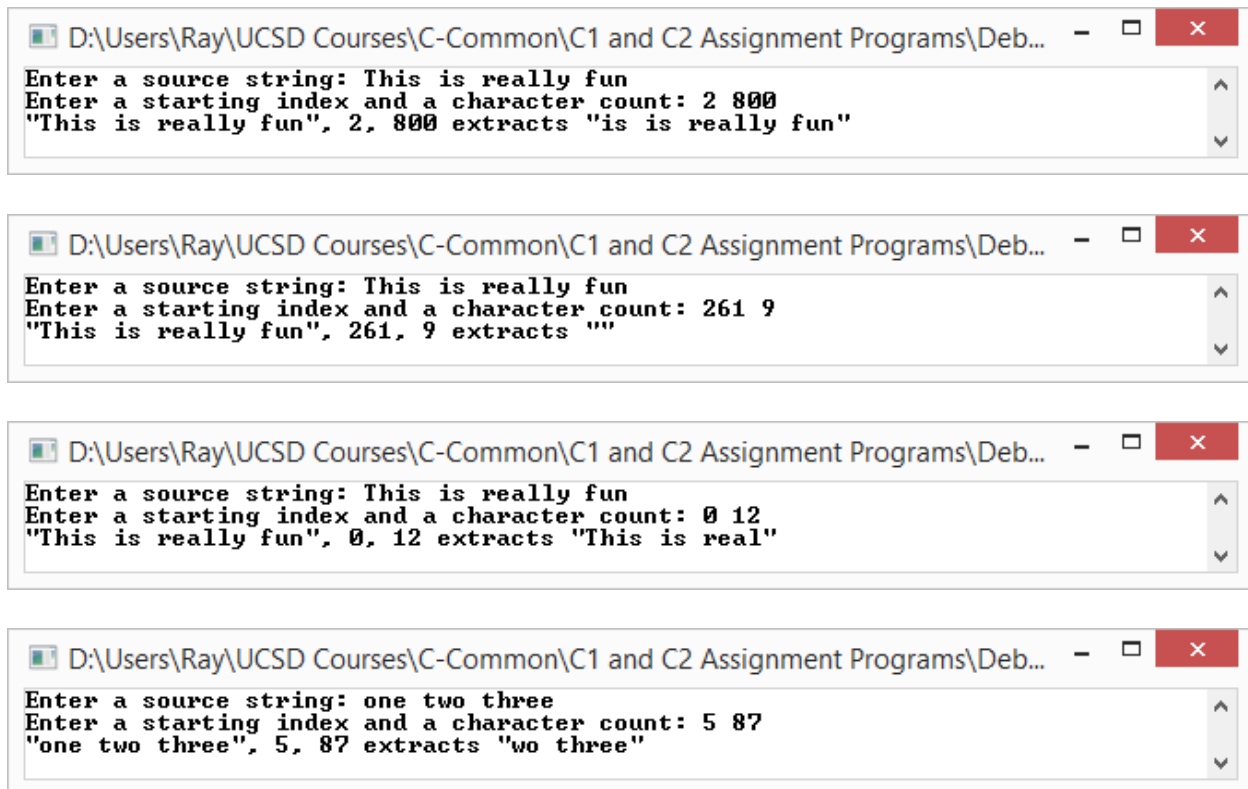 D:\Users\Ray\UCSD Courses\C-Common\C1 and C2 Assignment Programs\Deb...
Enter a source string: This is really fun
Enter a starting index and a character count: 2 800
"This is really fun", 2, 800 extracts "is is really fun"
D:\Users\Ray\UCSD Courses\C-Common\C1 and C2 Assignment Programs\Deb...
Enter a source string: This is really fun
Enter a starting index and a character count: 261 9
"This is really fun", 261, 9 extracts ""
D:\Users\Ray\UCSD Courses\C-Common\C1 and C2 Assignment Programs\Deb...
Enter a source string: This is really fun
Enter a starting index and a character count: 0 12
"This is really fun", 0, 12 extracts "This is real"
D:\Users\Ray\UCSD Courses\C-Common\C1 and C2 Assignment Programs\Deb...
Enter a source string: one two three
Enter a starting index and a character count: 5 87
"one two three", 5, 87 extracts "wo three"